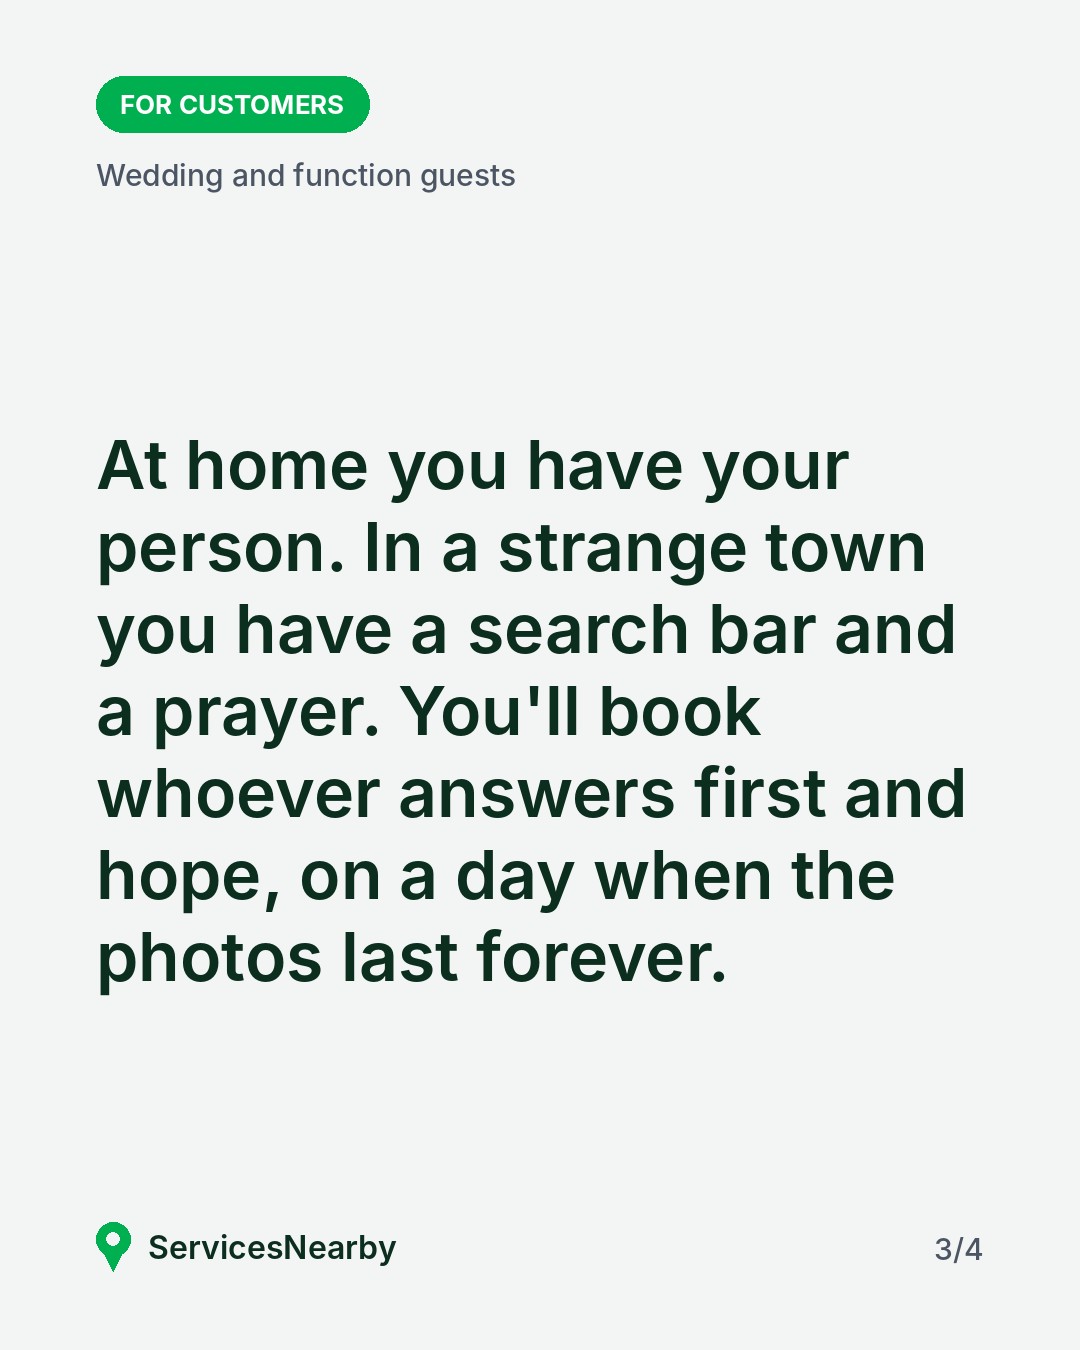 FOR CUSTOMERS
Wedding and function guests
At home you have your
person. In a strange town
you have a search bar and
a prayer. You'll book
whoever answers first and
hope, on a day when the
photos last forever.
ServicesNearby
3/4